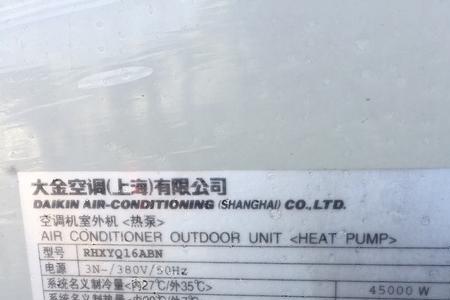 大金空调(上海)有限公司
DAIKIN AIR-CONDITIONING (SHANGHAI) CO.,LTD.
空调机室外机 <热泵>
AIR CONDITIONER OUTDOOR UNIT <HEAT PUMP>
型号 RHXYQ16ABN
电源 3N~/380V/50Hz
系统名义制冷量<内27℃/外35℃> 45000 W